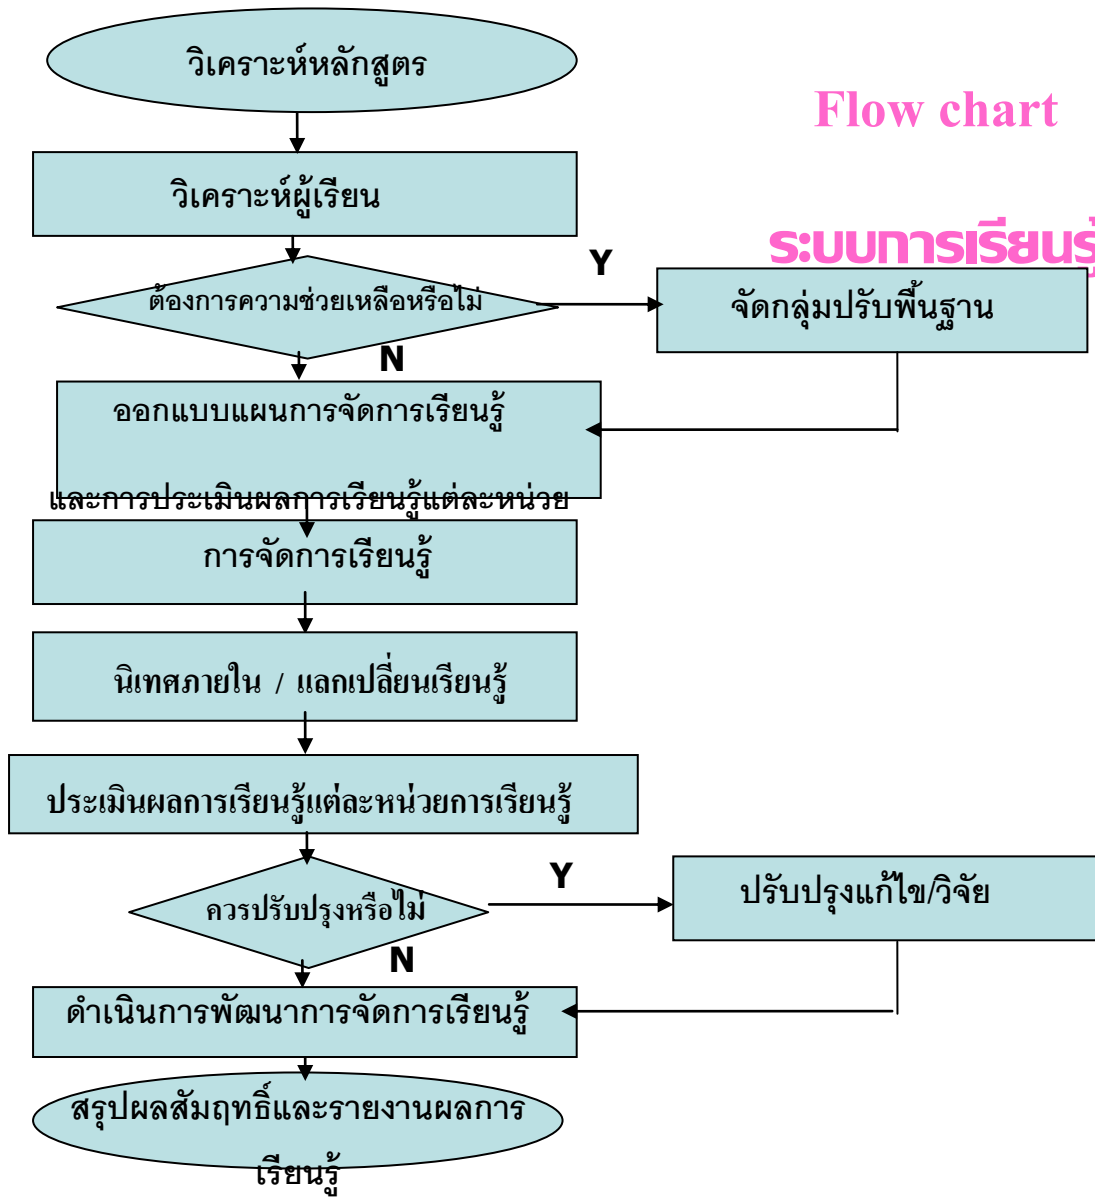 วิเคราะห์หลักสูตร
Flow chart
วิเคราะห์ผู้เรียน
ระบบการเรียนรู้
ต้องการความช่วยเหลือหรือไม่
Y
จัดกลุ่มปรับพื้นฐาน
N
ออกแบบแผนการจัดการเรียนรู้
และการประเมินผลการเรียนรู้แต่ละหน่วย
การจัดการเรียนรู้
นิเทศภายใน / แลกเปลี่ยนเรียนรู้
ประเมินผลการเรียนรู้แต่ละหน่วยการเรียนรู้
ควรปรับปรุงหรือไม่
Y
ปรับปรุงแก้ไข/วิจัย
N
ดำเนินการพัฒนาการจัดการเรียนรู้
สรุปผลสัมฤทธิ์และรายงานผลการ
เรียนรู้